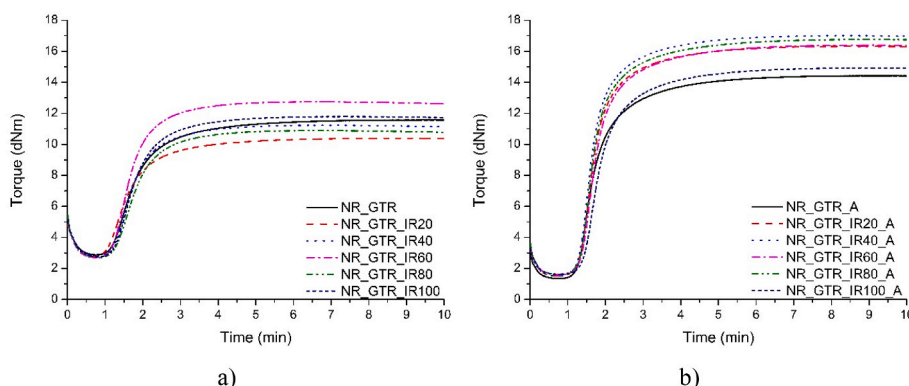 18
16
14
12
10
8
6
4
2
0
Torque (dNm)
NR_GTR
NR_GTR_IR20
NR_GTR_IR40
NR_GTR_IR60
NR_GTR_IR80
NR_GTR_IR100
0 1 2 3 4 5 6 7 8 9 10
Time (min)
a)
18
16
14
12
10
8
6
4
2
0
Torque (dNm)
NR_GTR_A
NR_GTR_IR20_A
NR_GTR_IR40_A
NR_GTR_IR60_A
NR_GTR_IR80_A
NR_GTR_IR100_A
0 1 2 3 4 5 6 7 8 9 10
Time (min)
b)